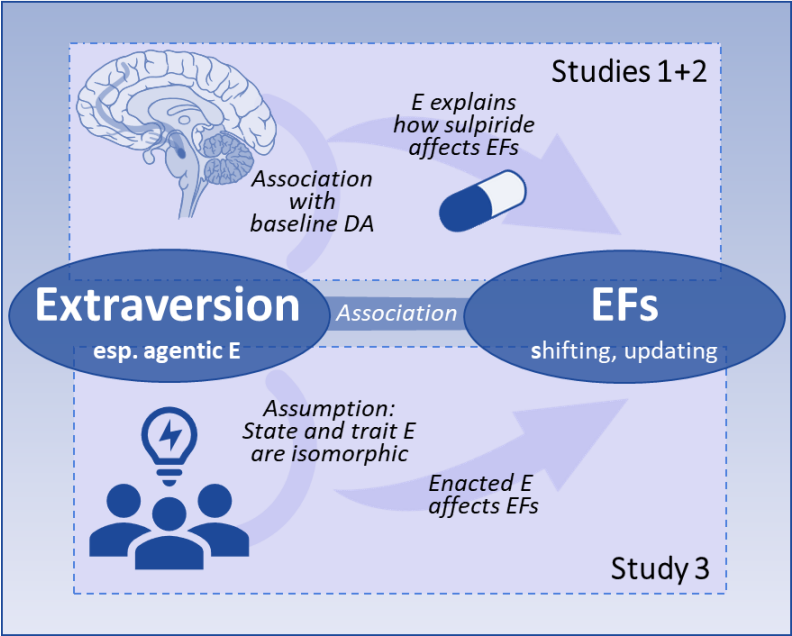 Studies 1+2
E explains
how sulpiride
affects EFs
Association
with
baseline DA
Extraversion
esp. agentic E
Association
EFs
shifting, updating
Assumption:
State and trait E
are isomorphic
Enacted E
affects EFs
Study 3